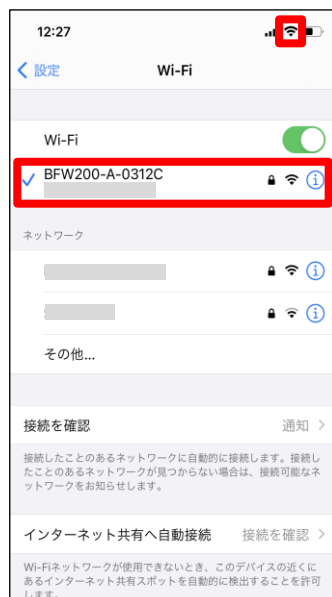 12:27
設定
Wi-Fi
Wi-Fi
BFW200-A-0312C
ネットワーク
その他...
接続を確認 通知
接続したことのあるネットワークに自動的に接続します。接続し
たことのあるネットワークが見つからない場合は、接続可能なネ
ットワークをお知らせします。
インターネット共有へ自動接続 接続を確認
Wi-Fiネットワークが使用できないとき、このデバイスの近くに
あるインターネット共有スポットを自動的に検出することを許可
します。